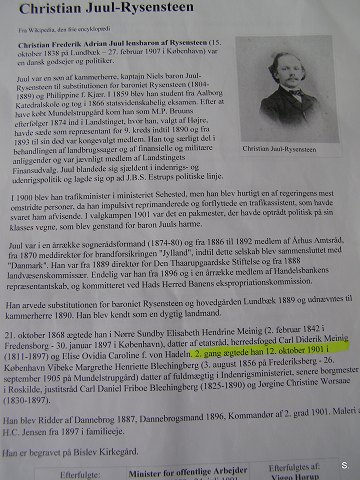 Christian Juul-Rysensteen
Fra Wikipedia, den frie encyklopædi
Christian Frederik Adrian Juul lensbaron af Rysensteen (15.
oktober 1838 på Lundbæk – 27. februar 1907 i København) var
en dansk godsejer og politiker.
Juul var en søn af kammerherre, kaptajn Niels baron Juul-
Rysensteen til substitutionen for baroniet Rysensteen (1804-
1889) og Philippine f. Kjær. I 1859 blev han student fra Aalborg
Katedralskole og tog i 1866 statsvidenskabelig eksamen. Efter at
have købt Mundelstrupgård kom han som M.P. Bruuns
efterfølger 1874 ind i Landstinget, hvor han, valgt af Højre,
havde sæde som repræsentant for 9. kreds indtil 1890 og fra
1893 til sin død var kongevalgt medlem. Han tog særligt del i
behandlingen af landbrugssager og af finansielle og militære
anliggender og var jævnligt medlem af Landstingets
Finansudvalg. Juul blandede sig sjældent i indenrigs- og
udenrigspolitik og lagde sig op ad J.B.S. Estrups politiske linje.
Christian Juul-Rysensteen
I 1900 blev han trafikminister i ministeriet Sehested, men han blev hurtigt en af regeringens mest
omstridte personer, da han impulsivt reprimanderede og forflyttede en trafikassistent, som havde
svaret ham afvisende. I valgkampen 1901 var det en pakmester, der havde optrådt politisk på sin
klasses vegne, som blev genstand for baron Juuls harme.
Juul var i en årrække sognerådsformand (1874-80) og fra 1886 til 1892 medlem af Århus Amtsråd,
fra 1870 meddirektør for brandforsikringen "Jylland", indtil dette selskab blev sammensluttet med
"Danmark". Han var fra 1889 direktør for Den Thaarupgaardske Stiftelse og fra 1888
landvæsenskommissær. Endelig var han fra 1896 og i en årrække medlem af Handelsbankens
repræsentantskab, og kommitteret ved Hads Herred Banens ekspropriationskommission.
Han arvede substitutionen for baroniet Rysensteen og hovedgården Lundbæk 1889 og udnævntes til
kammerherre 1890. Han blev kendt som en dygtig landmand.
21. oktober 1868 ægtede han i Nørre Sundby Elisabeth Hendrine Meinig (2. februar 1842 i
Fredensborg - 30. januar 1897 i København), datter af etatsråd, herredsfoged Carl Diderik Meinig
(1811-1897) og Elise Ovidia Caroline f. von Hadeln. 2. gang ægtede han 12. oktober 1901 i
København Vibeke Margrethe Henriette Blechingberg (3. august 1856 på Frederiksberg - 26.
september 1905 på Mundelstrupgård) datter af fuldmægtig i Indenrigsministeriet, senere borgmester
i Roskilde, justitsråd Carl Daniel Friboe Blechingberg (1825-1890) og Jørgine Christine Worsaae
(1830-1897).
Han blev Ridder af Dannebrog 1887, Dannebrogsmand 1896, Kommandør af 2. grad 1901. Maleri a
H.C. Jensen fra 1897 i familieeje.
Han er begravet på Bislev Kirkegård.
Efterfulgte:
Minister for offentlige Arbejder
Efterfulgtes af:
Viggo Hørup
S.